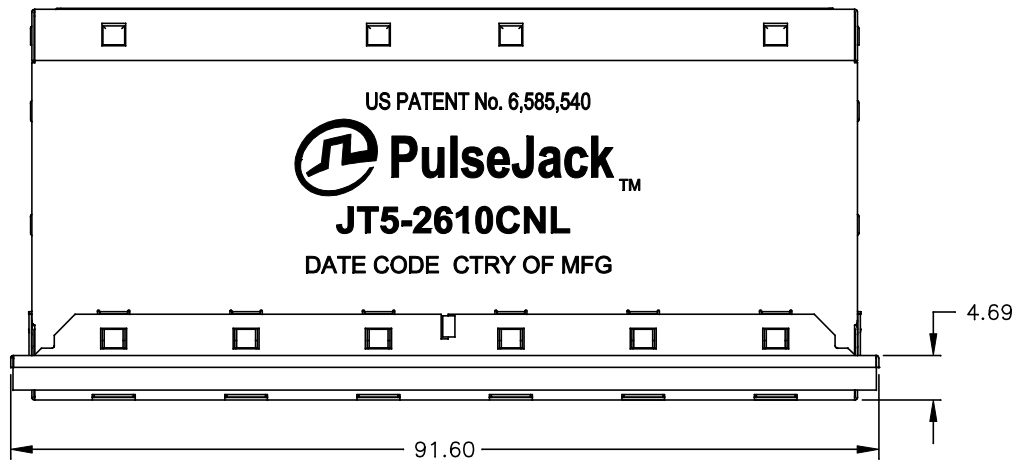 US PATENT No. 6,585,540
PulseJack TM
JT5-2610CNL
DATE CODE CTRY OF MFG
4.69
91.60